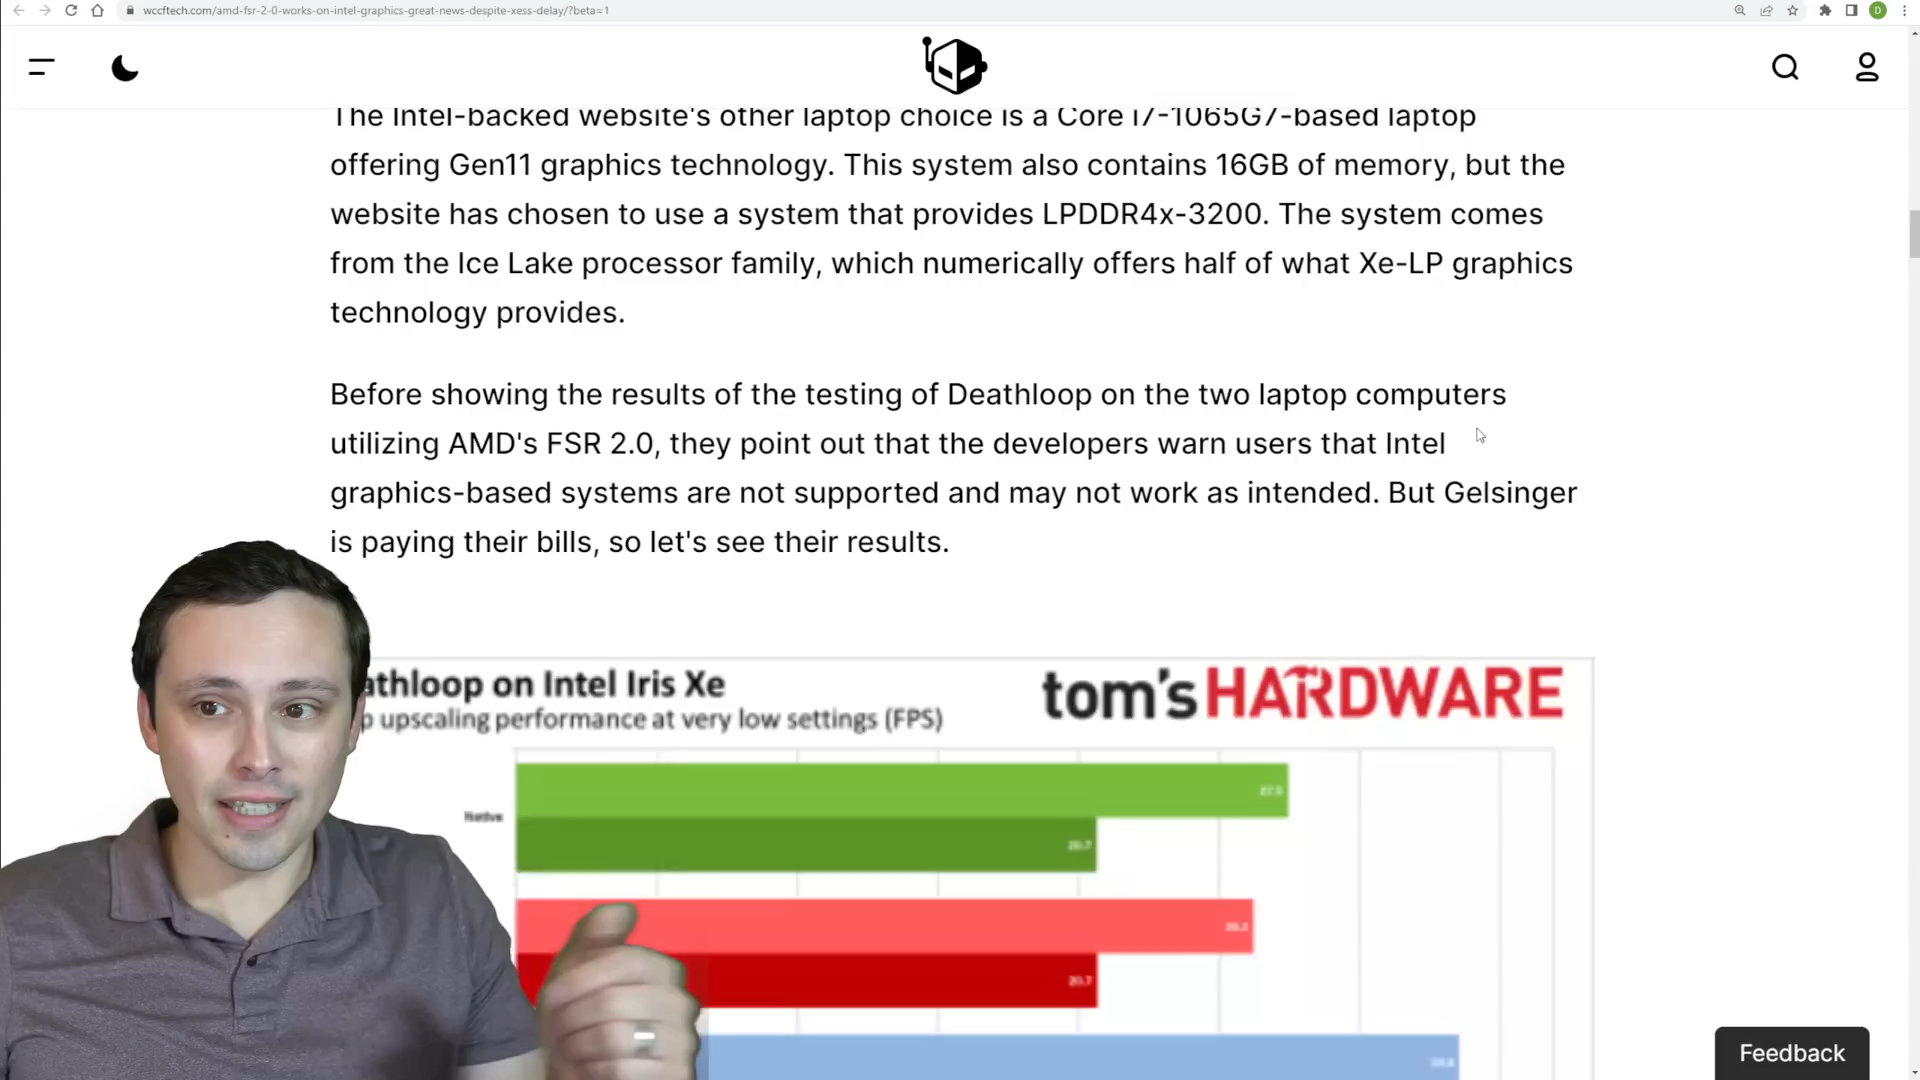 wccftech.com/amd-fsr-2-0-works-on-intel-graphics-great-news-despite-xess-delay/?beta=1
D
The Intel-backed website's other laptop choice is a Core i7-1065G7-based laptop
offering Gen11 graphics technology. This system also contains 16GB of memory, but the
website has chosen to use a system that provides LPDDR4x-3200. The system comes
from the Ice Lake processor family, which numerically offers half of what Xe-LP graphics
technology provides.
Before showing the results of the testing of Deathloop on the two laptop computers
utilizing AMD's FSR 2.0, they point out that the developers warn users that Intel
graphics-based systems are not supported and may not work as intended. But Gelsinger
is paying their bills, so let's see their results.
athloop on Intel Iris Xe
p upscaling performance at very low settings (FPS)
tom's HARDWARE
Native
27.5
20.7
20.7
Feedback